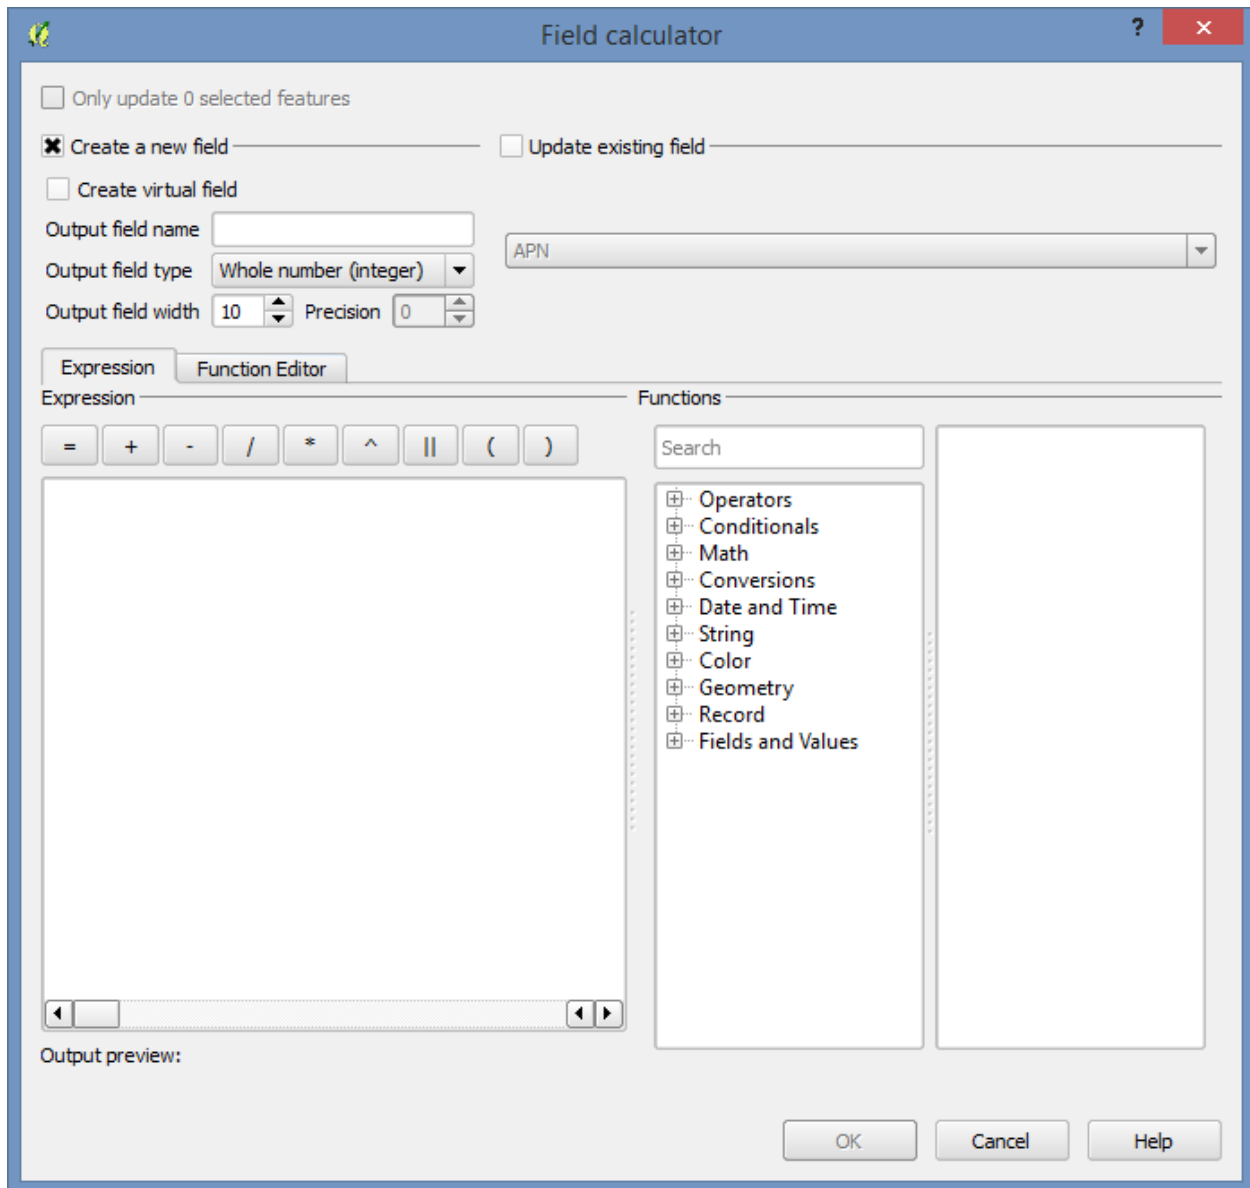 Field calculator
?
Only update 0 selected features
Create a new field
Update existing field
Create virtual field
Output field name
APN
Output field type Whole number (integer)
Output field width 10 Precision 0
Expression Function Editor
Expression Functions
= + - / * ^ || ( )
Search
Operators
Conditionals
Math
Conversions
Date and Time
String
Color
Geometry
Record
Fields and Values
Output preview:
OK Cancel Help